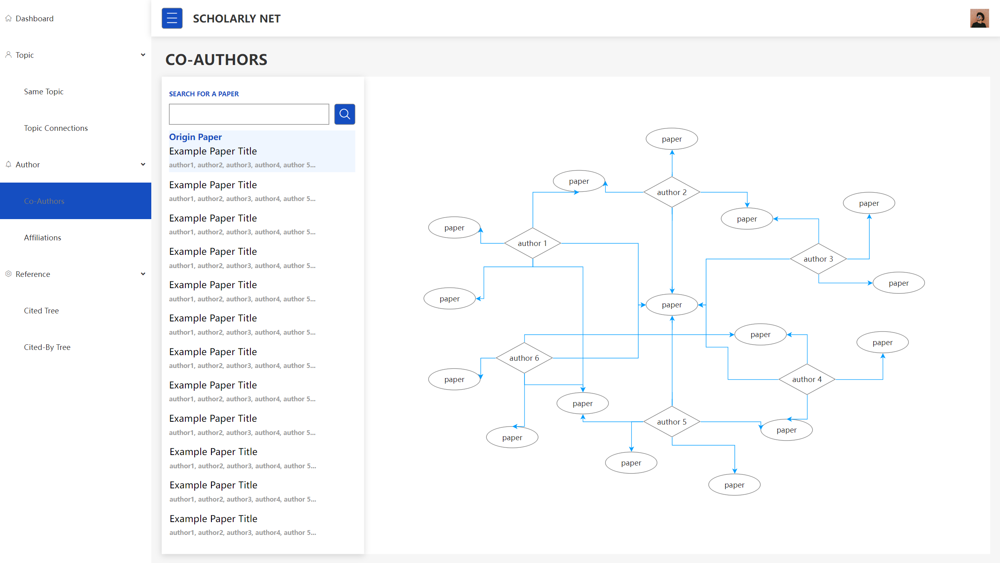 Dashboard
Topic
Same Topic
Topic Connections
Author
Co-Authors
Affiliations
Reference
Cited Tree
Cited-By Tree
SCHOLARLY NET
CO-AUTHORS
SEARCH FOR A PAPER
Origin Paper
Example Paper Title
author1, author2, author3, author4, author 5...
Example Paper Title
author1, author2, author3, author4, author 5...
Example Paper Title
author1, author2, author3, author4, author 5...
Example Paper Title
author1, author2, author3, author4, author 5...
Example Paper Title
author1, author2, author3, author4, author 5...
Example Paper Title
author1, author2, author3, author4, author 5...
Example Paper Title
author1, author2, author3, author4, author 5...
Example Paper Title
author1, author2, author3, author4, author 5...
Example Paper Title
author1, author2, author3, author4, author 5...
Example Paper Title
author1, author2, author3, author4, author 5...
Example Paper Title
author1, author2, author3, author4, author 5...
Example Paper Title
author1, author2, author3, author4, author 5...
paper
paper
author 2
paper
paper
paper
author 1
author 3
paper
paper
paper
paper
paper
author 6
author 4
paper
paper
paper
author 5
paper
paper
paper
paper